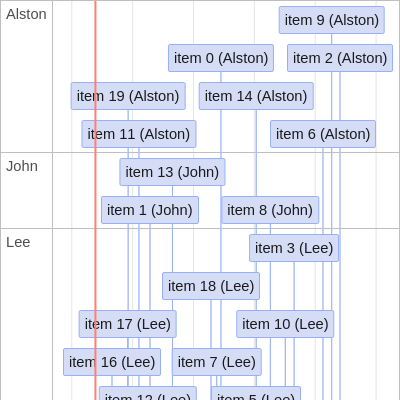 Alston
item 9 (Alston)
item 0 (Alston)
item 2 (Alston)
item 19 (Alston)
item 14 (Alston)
item 11 (Alston)
item 6 (Alston)
John
item 13 (John)
item 1 (John)
item 8 (John)
Lee
item 3 (Lee)
item 18 (Lee)
item 17 (Lee)
item 10 (Lee)
item 16 (Lee)
item 7 (Lee)
item 12 (Lee)
item 5 (Lee)